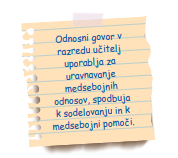 Odnosni govor v
razredu učitelj
uporablja za
uravnavanje
medsebojnih
odnosov, spodbuja
k sodelovanju in k
medsebojni pomoči.